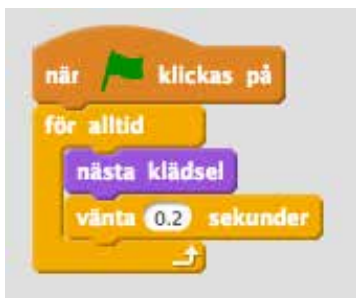 när klickas på
för alltid
nästa klädsel
vänta 0.2 sekunder